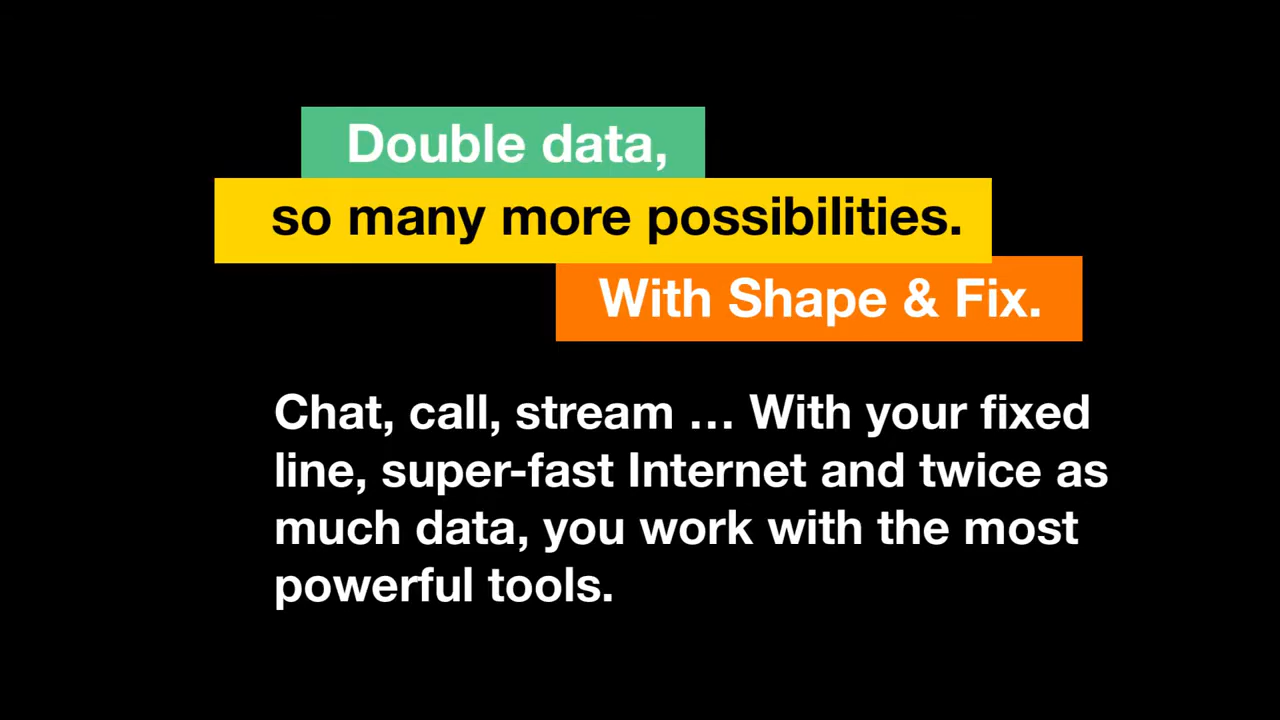 Double data,
so many more possibilities.
With Shape & Fix.
Chat, call, stream … With your fixed
line, super-fast Internet and twice as
much data, you work with the most
powerful tools.